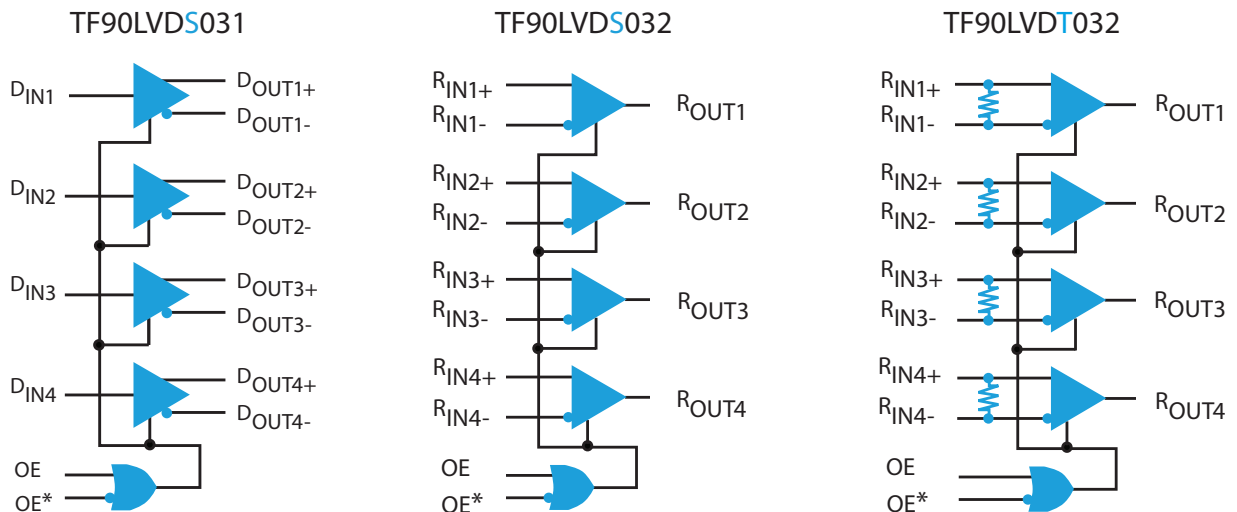 TF90LVDS031
DIN1
DOUT1+
DOUT1-
DIN2
DOUT2+
DOUT2-
DIN3
DOUT3+
DOUT3-
DIN4
DOUT4+
DOUT4-
OE
OE*
TF90LVDS032
RIN1+
RIN1-
ROUT1
RIN2+
RIN2-
ROUT2
RIN3+
RIN3-
ROUT3
RIN4+
RIN4-
ROUT4
OE
OE*
TF90LVDT032
RIN1+
RIN1-
ROUT1
RIN2+
RIN2-
ROUT2
RIN3+
RIN3-
ROUT3
RIN4+
RIN4-
ROUT4
OE
OE*